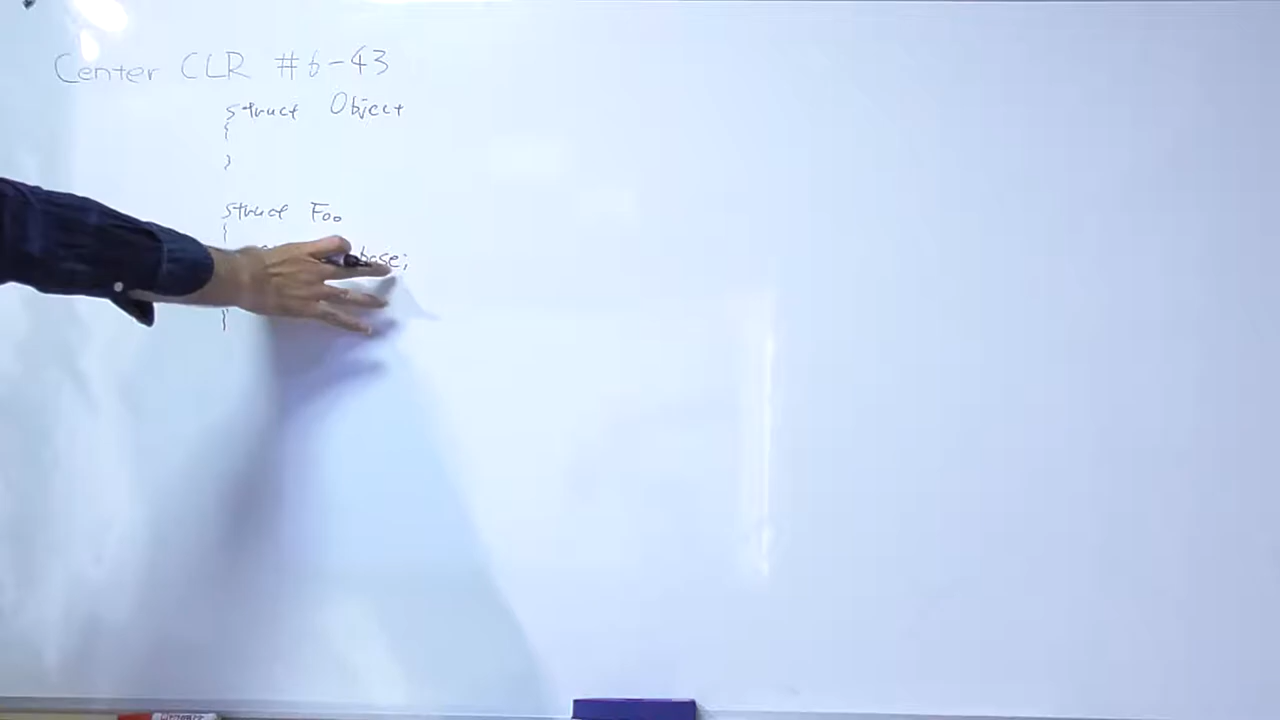 Center CLR #6-43
struct Object
{
}
struct Foo
{
base;
}